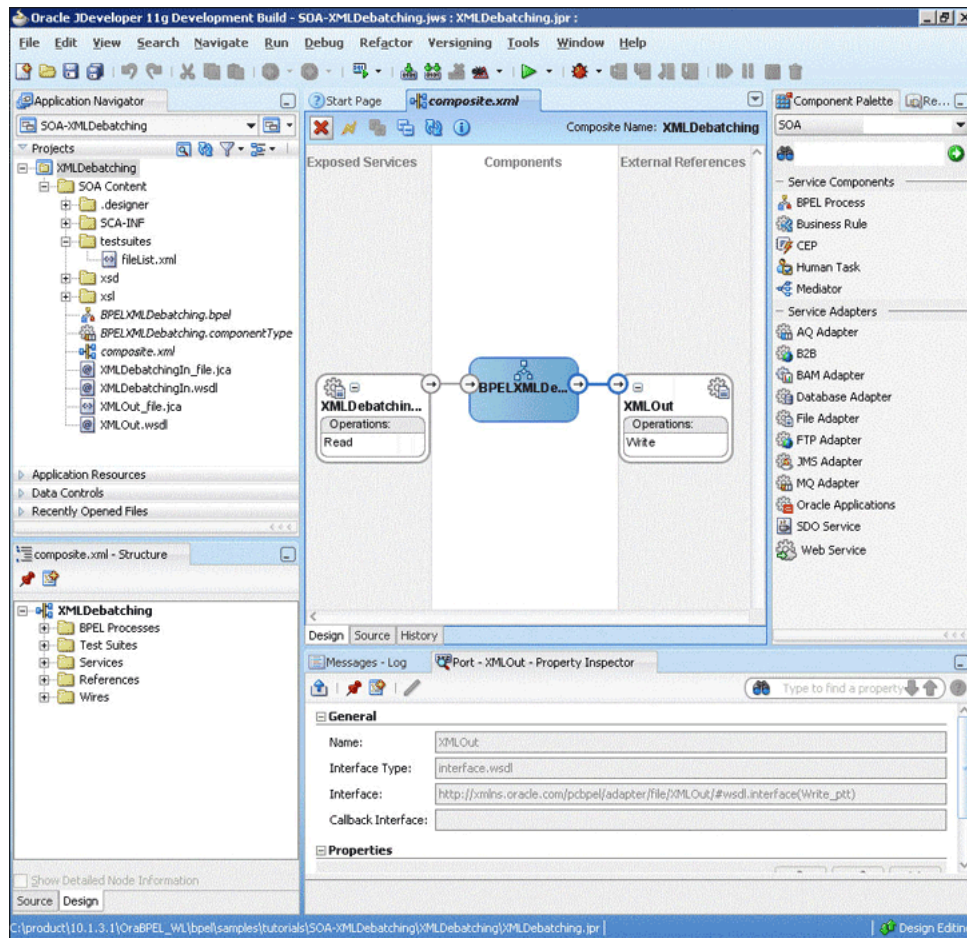 Oracle JDeveloper 11g Development Build - SOA-XMLDebatching.jws : XMLDebatching.jpr :
File Edit View Search Navigate Run Debug Refactor Versioning Tools Window Help
Application Navigator
SOA-XMLDebatching
Projects
XMLDebatching
SOA Content
.designer
SCA-INF
testsuites
fileList.xml
xsd
xsl
BPELXMLDebatching.bpel
BPELXMLDebatching.componentType
composite.xml
XMLDebatchingIn_file.jca
XMLDebatchingIn.wsdl
XMLOut_file.jca
XMLOut.wsdl
Application Resources
Data Controls
Recently Opened Files
composite.xml - Structure
XMLDebatching
BPEL Processes
Test Suites
Services
References
Wires
Show Detailed Node Information
Source Design
Start Page composite.xml
Composite Name: XMLDebatching
Exposed Services Components External References
XMLDebatchin...
Operations:
Read
BPELXMLDe...
XMLOut
Operations:
Write
Design Source History
Messages - Log Port - XMLOut - Property Inspector
Type to find a property
General
Name: XMLOut
Interface Type: interface.wsdl
Interface: http://xmlns.oracle.com/pcbpel/adapter/file/XMLOut/#wsdl.interface(Write_ptt)
Callback Interface:
Properties
Component Palette Re...
SOA
Service Components
BPEL Process
Business Rule
CEP
Human Task
Mediator
Service Adapters
AQ Adapter
B2B
BAM Adapter
Database Adapter
File Adapter
FTP Adapter
JMS Adapter
MQ Adapter
Oracle Applications
SDO Service
Web Service
C:\product\10.1.3.1\OraBPEL_WL\bpel\samples\tutorials\SOA-XMLDebatching\XMLDebatching\XMLDebatching.jpr
Design Editin